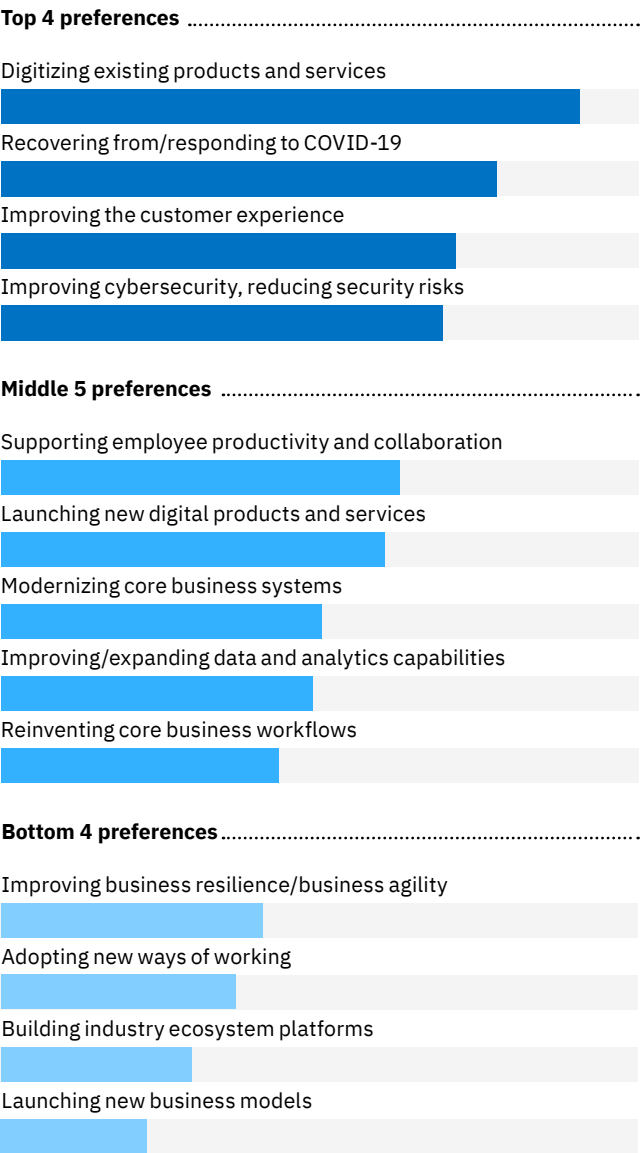 Top 4 preferences
Digitizing existing products and services
Recovering from/responding to COVID-19
Improving the customer experience
Improving cybersecurity, reducing security risks
Middle 5 preferences
Supporting employee productivity and collaboration
Launching new digital products and services
Modernizing core business systems
Improving/expanding data and analytics capabilities
Reinventing core business workflows
Bottom 4 preferences
Improving business resilience/business agility
Adopting new ways of working
Building industry ecosystem platforms
Launching new business models